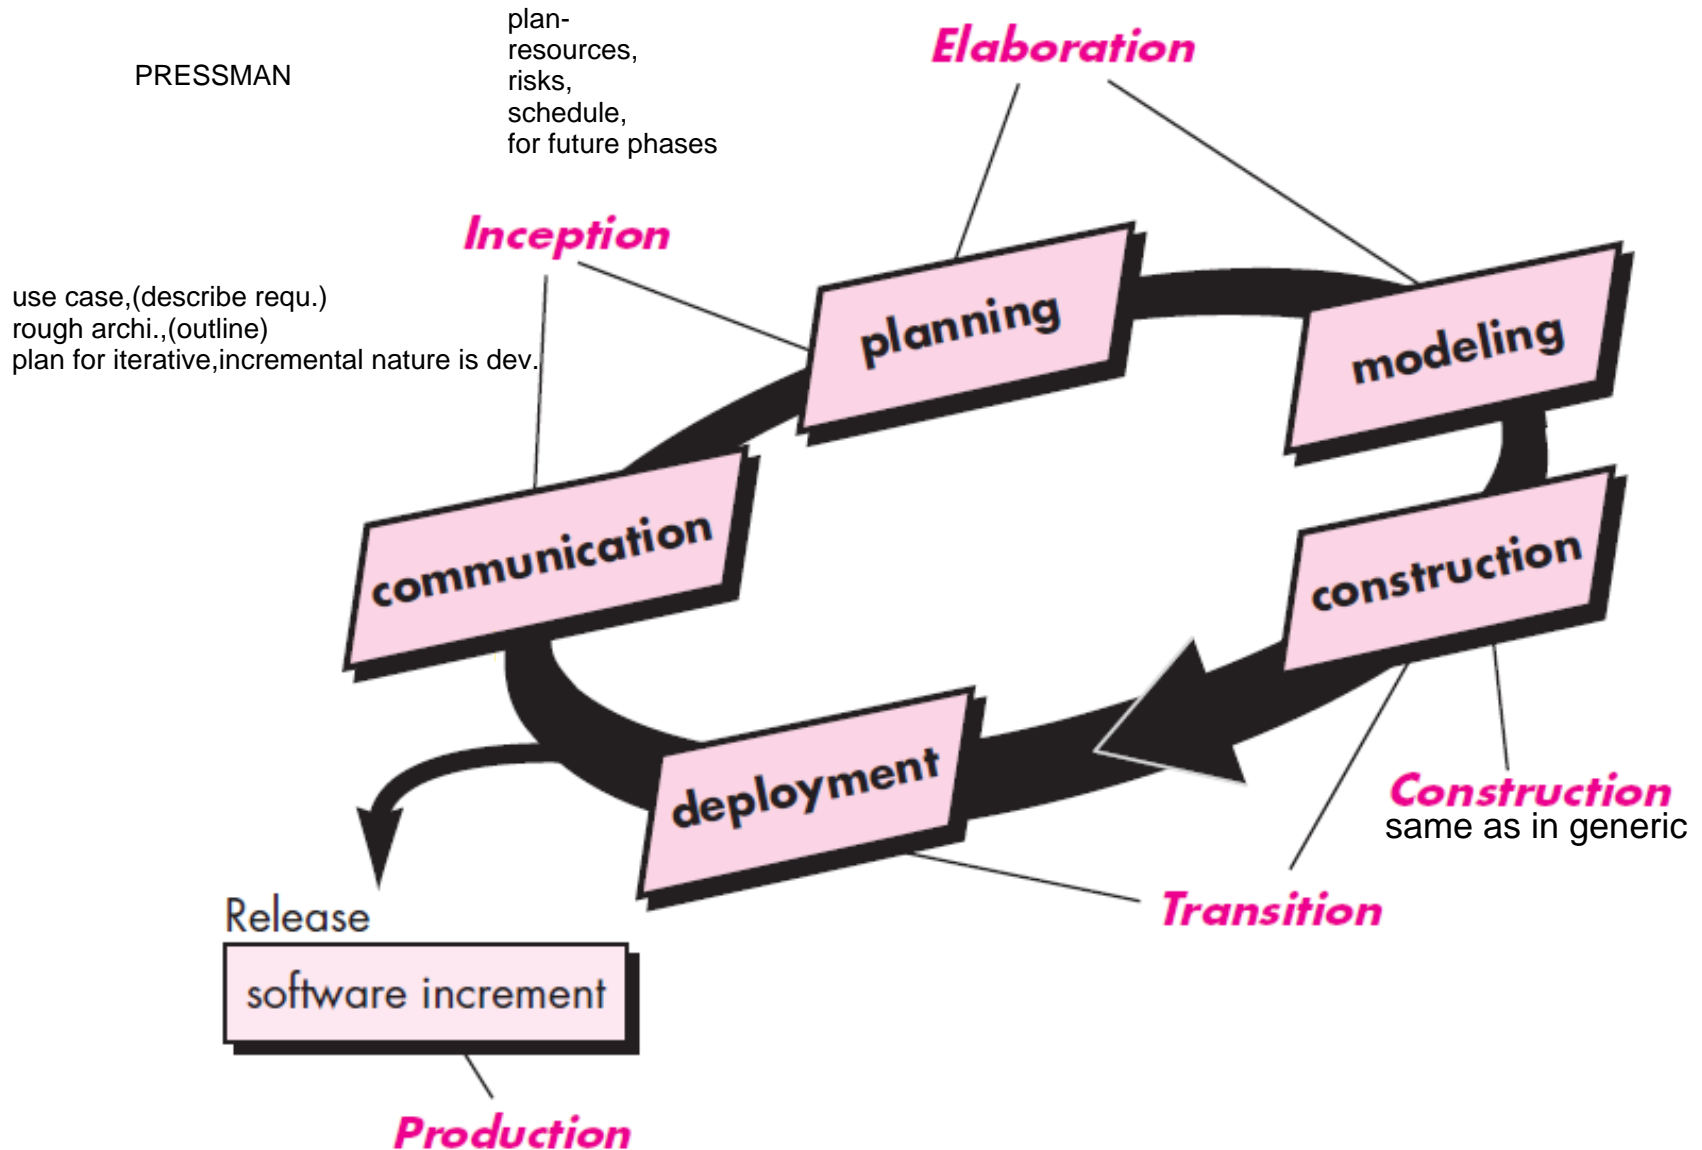 PRESSMAN
plan-
resources,
risks,
schedule,
for future phases
Elaboration
Inception
use case,(describe requ.)
rough archi.,(outline)
plan for iterative,incremental nature is dev.
planning
modeling
communication
construction
deployment
Construction
same as in generic
Transition
Release
software increment
Production